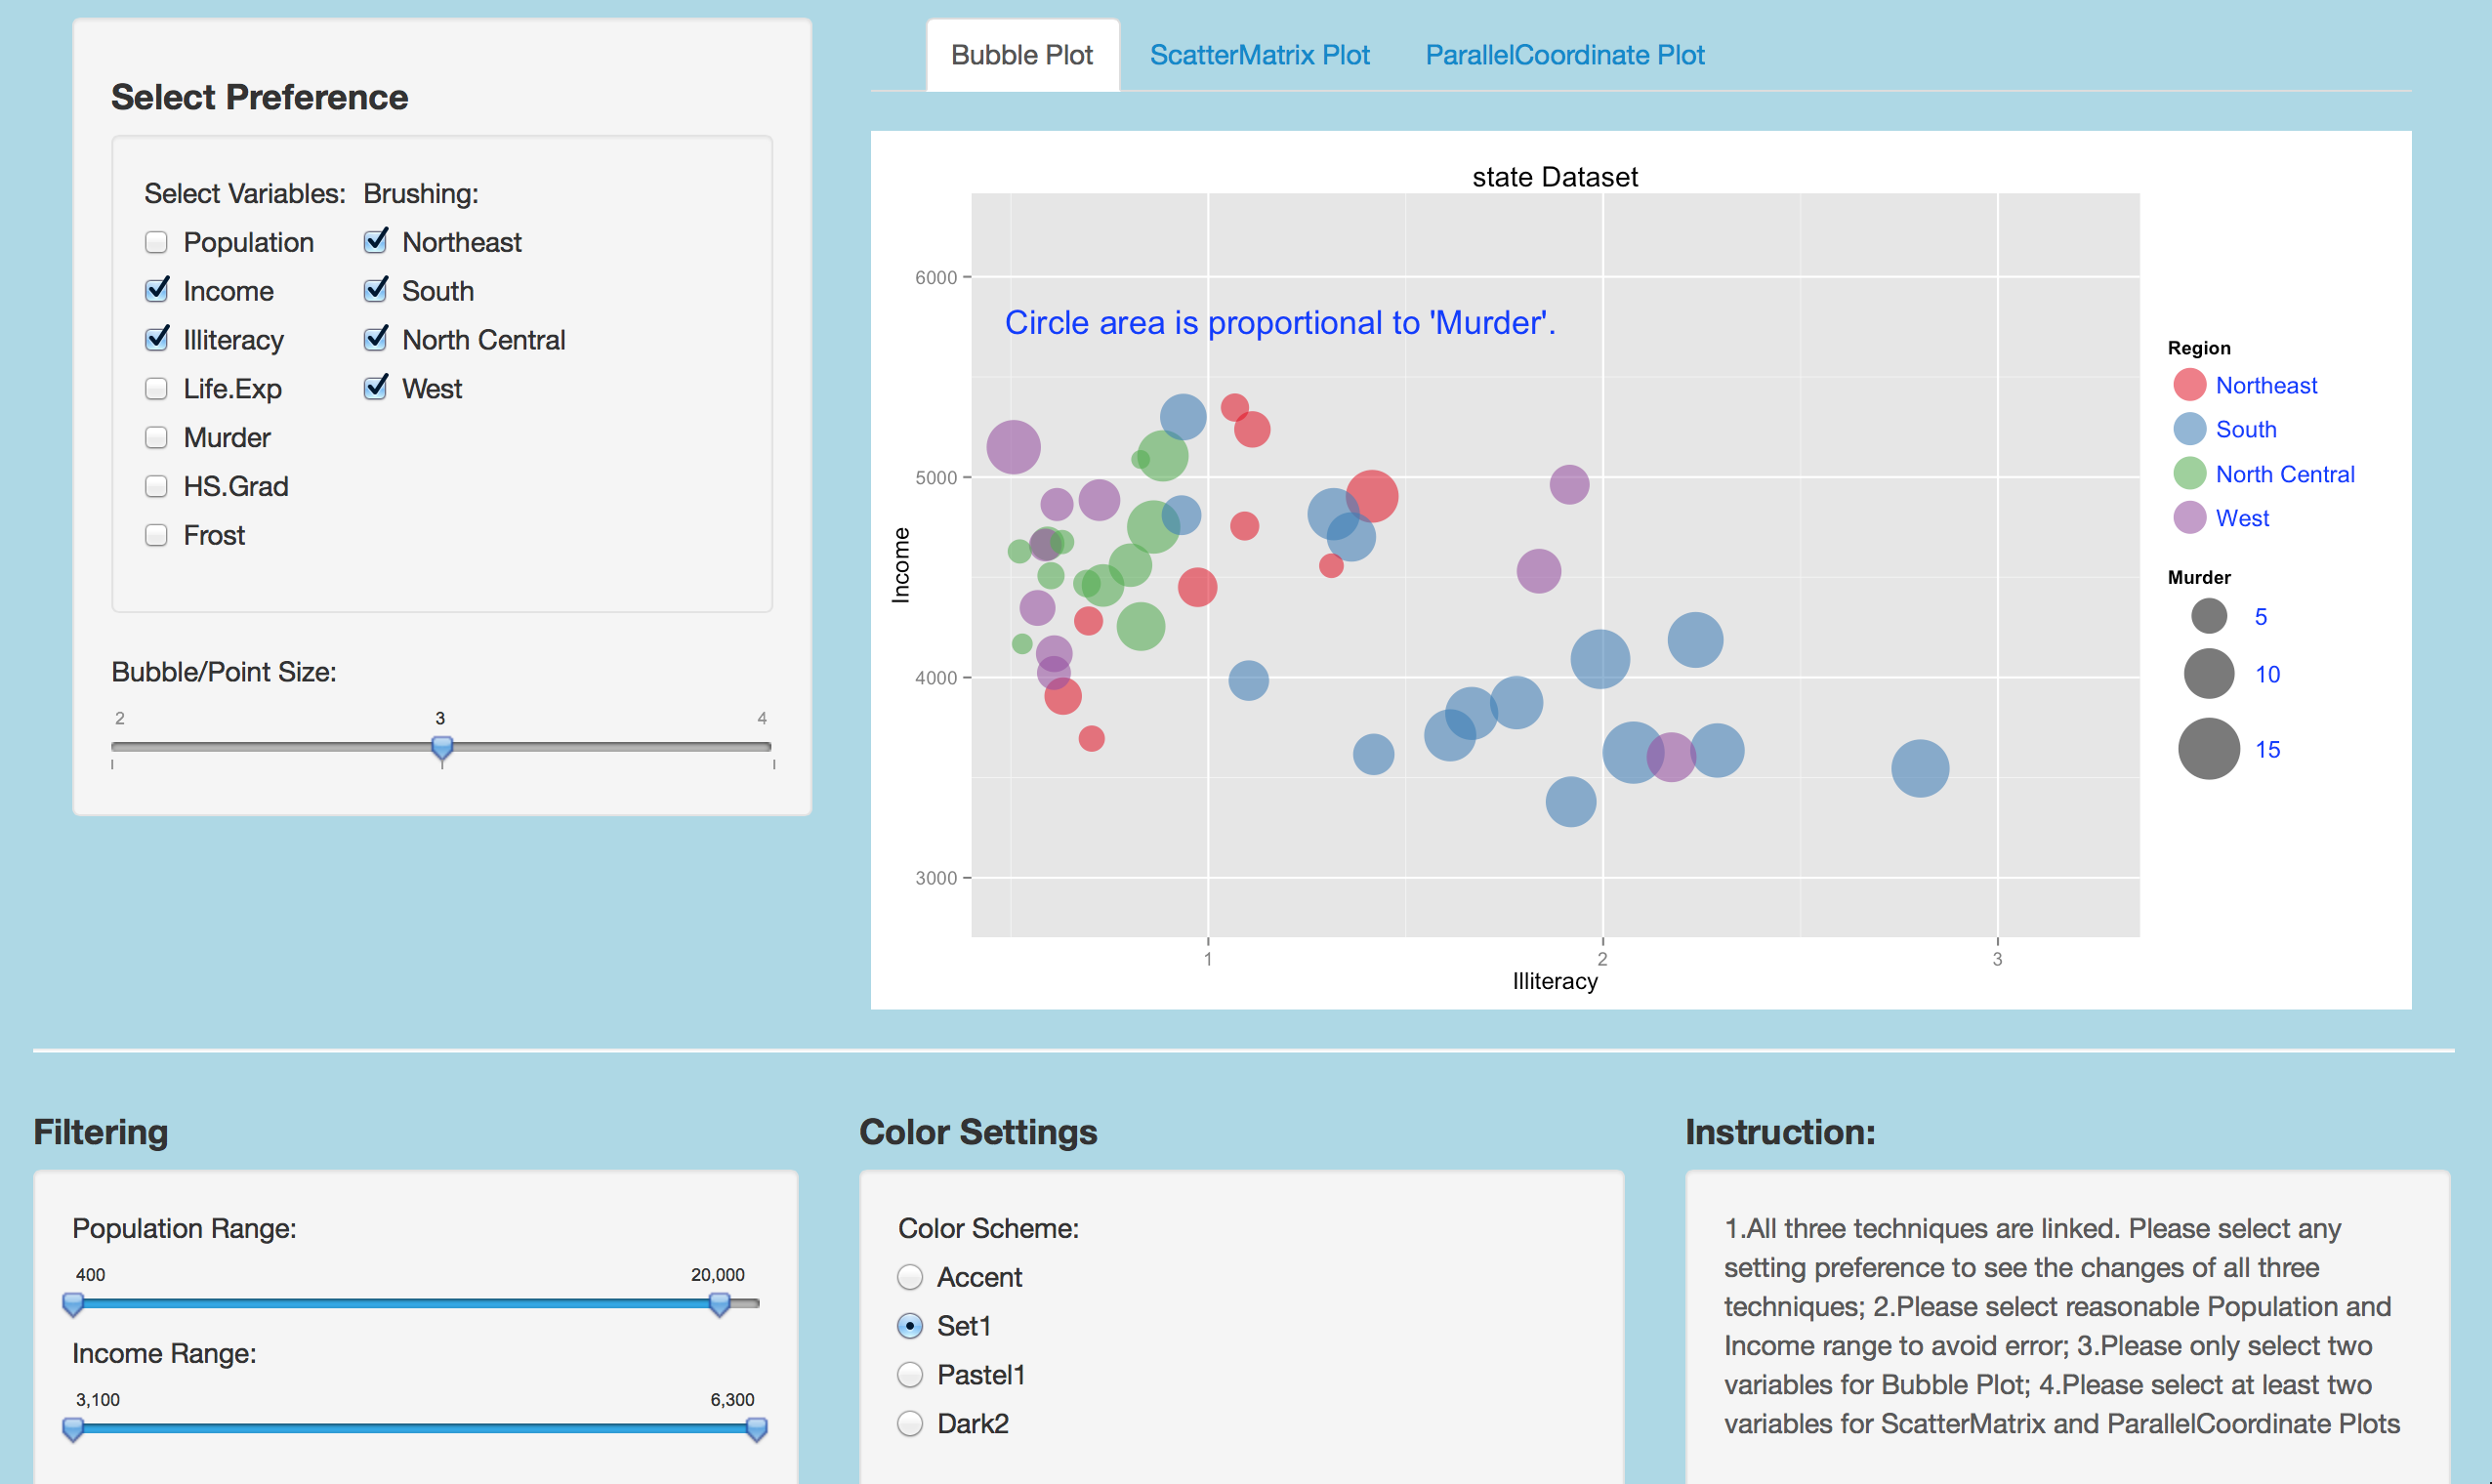 Select Preference
Select Variables:
Population
Income
Illiteracy
Life.Exp
Murder
HS.Grad
Frost
Brushing:
Northeast
South
North Central
West
Bubble/Point Size:
2 3 4
Bubble Plot ScatterMatrix Plot ParallelCoordinate Plot
state Dataset
Circle area is proportional to 'Murder'.
6000
5000
4000
3000
Income
1 2 3
Illiteracy
Region
Northeast
South
North Central
West
Murder
5
10
15
Filtering
Population Range:
400 20,000
Income Range:
3,100 6,300
Color Settings
Color Scheme:
Accent
Set1
Pastel1
Dark2
Instruction:
1.All three techniques are linked. Please select any
setting preference to see the changes of all three
techniques; 2.Please select reasonable Population and
Income range to avoid error; 3.Please only select two
variables for Bubble Plot; 4.Please select at least two
variables for ScatterMatrix and ParallelCoordinate Plots